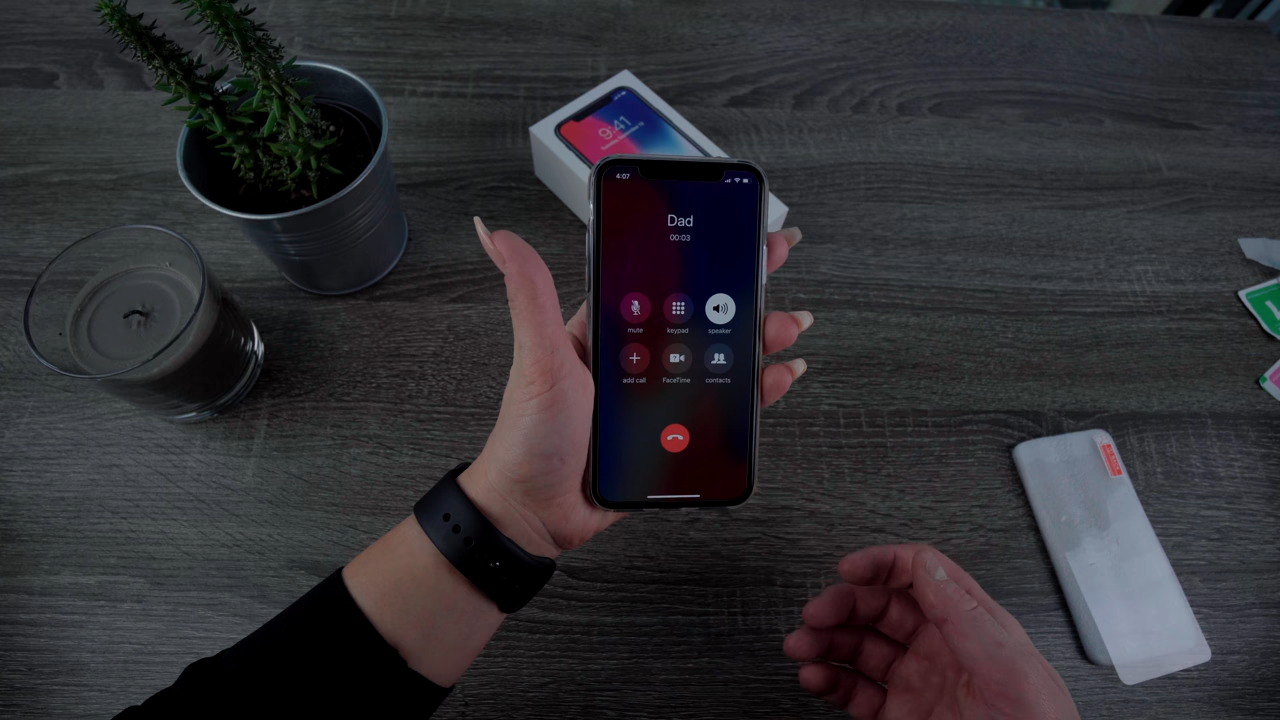 9:41
4:07
Dad
00:03
mute
keypad
speaker
add call
FaceTime
contacts